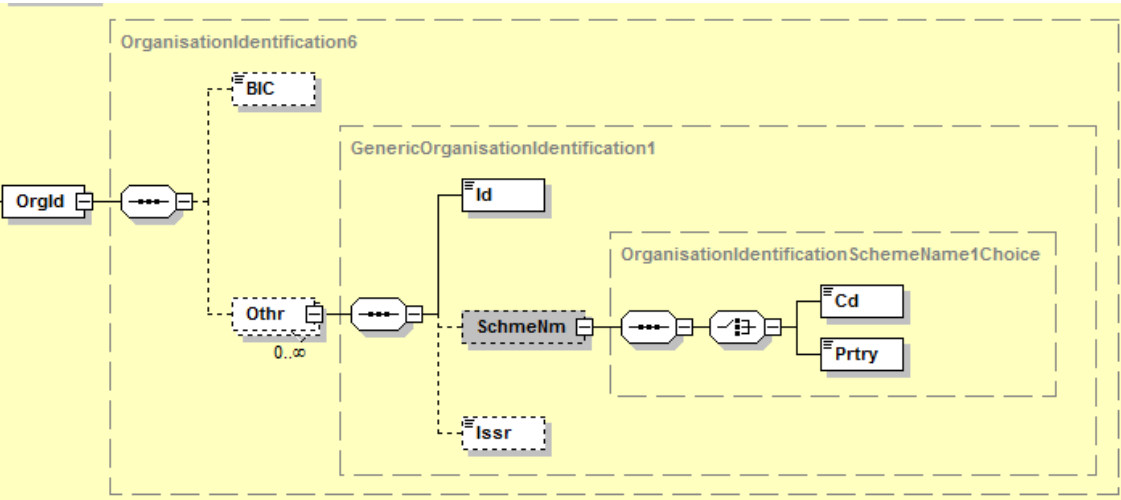 OrganisationIdentification6
BIC
GenericOrganisationIdentification1
OrgId
Id
OrganisationIdentificationSchemeName1Choice
Othr
0..∞
SchmeNm
Cd
Prtry
Issr